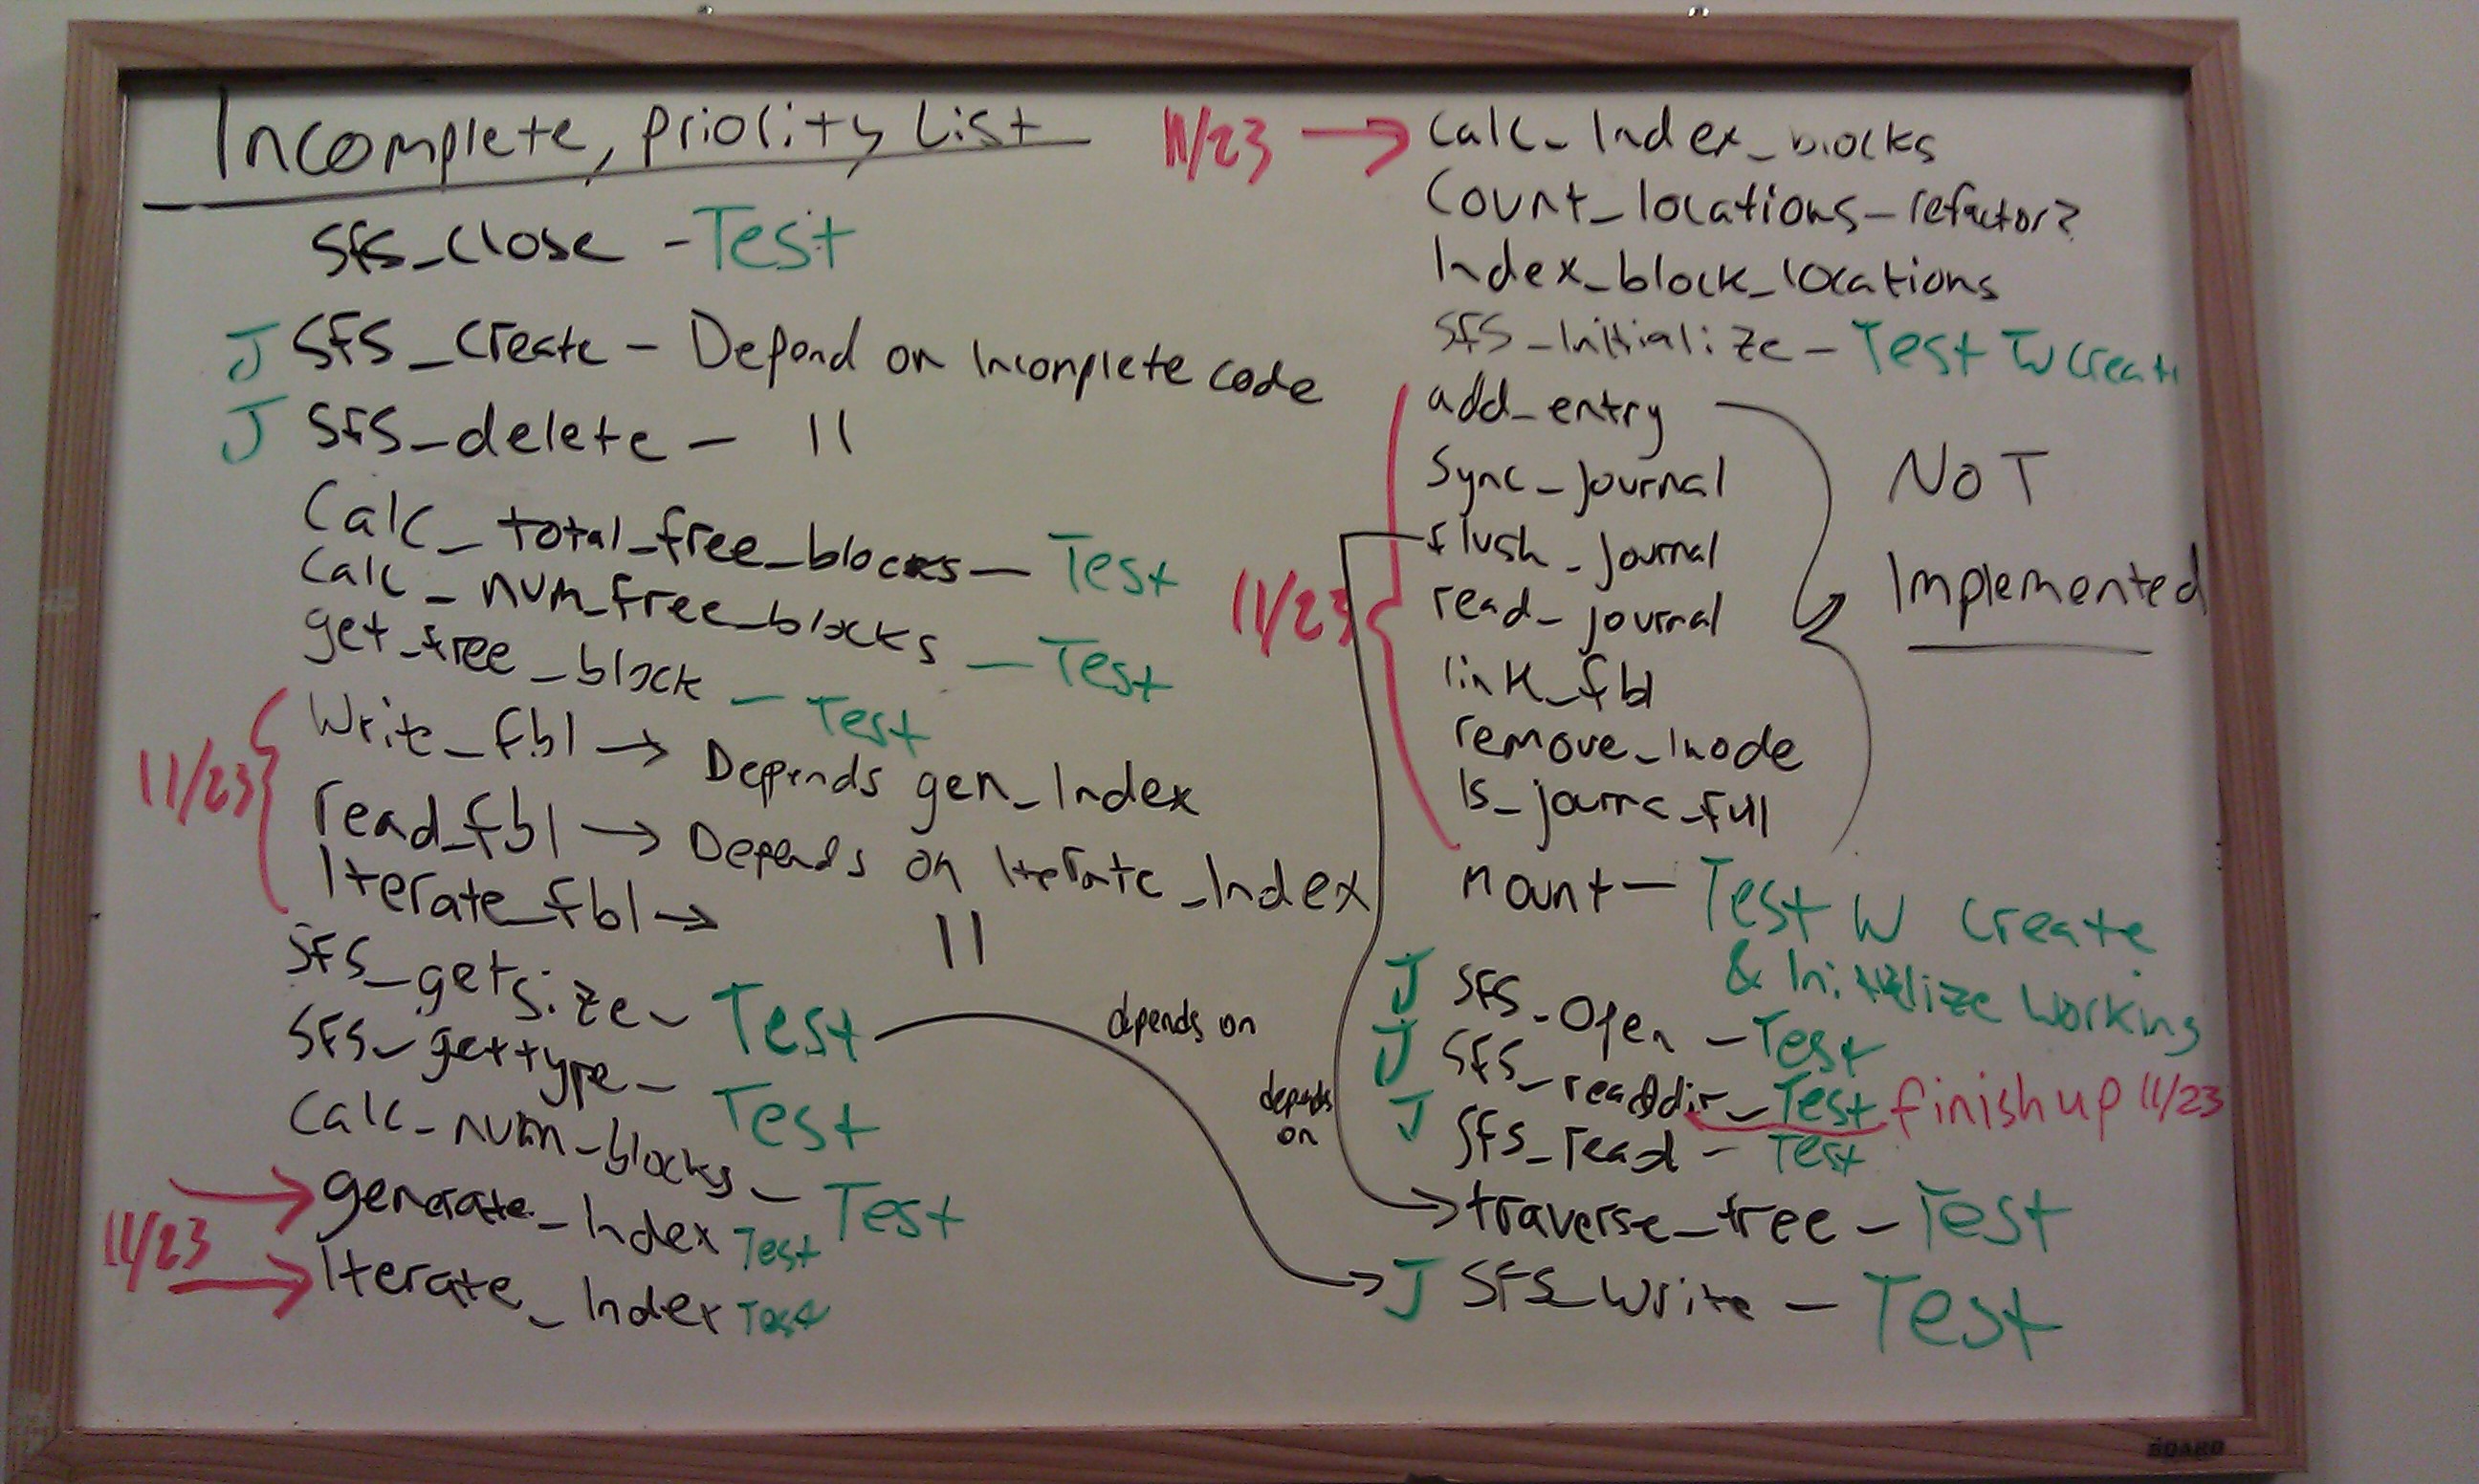 Incomplete, priority List
sfs_close - Test
J sfs_create - Depend on Incomplete code
J sfs_delete - ||
Calc_total_free_blocks - Test
Calc_num_free_blocks - Test
get_free_block - Test
11/23
Write_fbl → Depends gen_Index
read_fbl → Depends on Iterate_Index
Iterate_fbl → ||
sfs_getsize - Test
sfs_gettype - Test
Calc_num_blocks - Test
11/23
generate_Index Test
Iterate_Index Test
depends on
depends
on
11/23 → Calc_Index_blocks
Count_locations - refactor?
Index_block_locations
sfs_Initialize - Test W creat
add_entry
Sync_journal
flush_journal
11/23
read_journal
link_fbl
remove_Inode
Is_journc_full
NOT
Implemented
mount - Test W Create
& Initialize Working
J sfs_open - Test
J sfs_readdir - Test finish up 11/23
J sfs_read - Test
traverse_tree - Test
J sfs_write - Test
BOARD